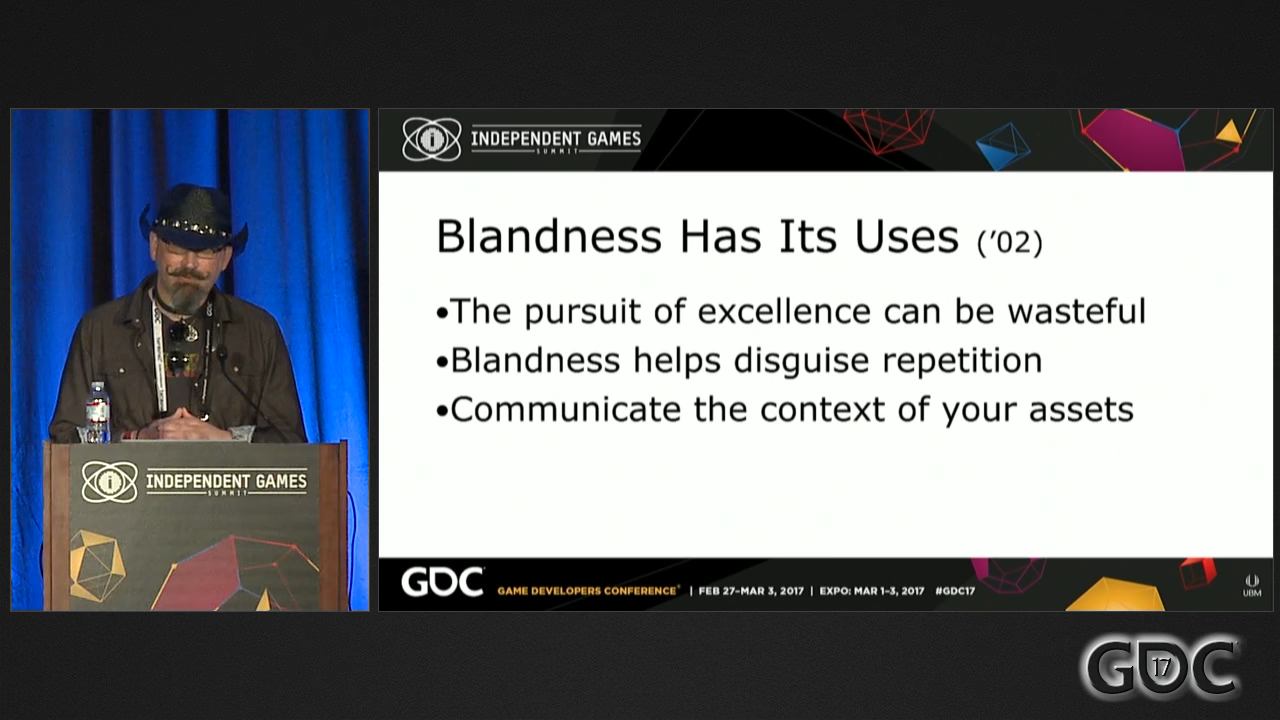 INDEPENDENT GAMES
SUMMIT
Blandness Has Its Uses ('02)
•The pursuit of excellence can be wasteful
•Blandness helps disguise repetition
•Communicate the context of your assets
INDEPENDENT GAMES
SUMMIT
GDC GAME DEVELOPERS CONFERENCE® | FEB 27–MAR 3, 2017 | EXPO: MAR 1–3, 2017 #GDC17
UBM
GDC 17